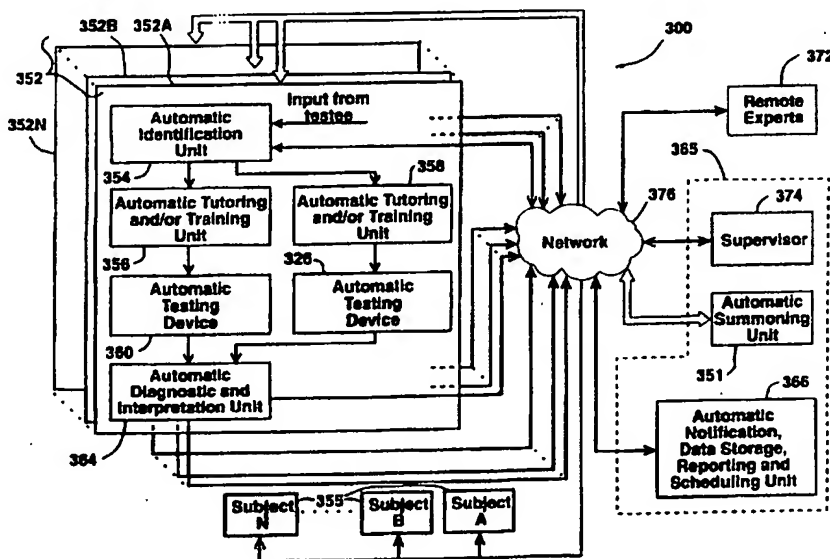 352B
352A
352
300
372
Remote
Experts
352N
Input from
testee
Automatic
Identification
Unit
354
358
365
376
374
Automatic Tutoring
and/or Training
Unit
Automatic Tutoring
and/or Training
Unit
Network
Supervisor
356
326
Automatic
Testing
Device
Automatic
Testing
Device
Automatic
Summoning
Unit
360
351
366
Automatic
Diagnostic and
Interpretation Unit
Automatic
Notification,
Data Storage,
Reporting and
Scheduling Unit
364
355
Subject
N
Subject
B
Subject
A